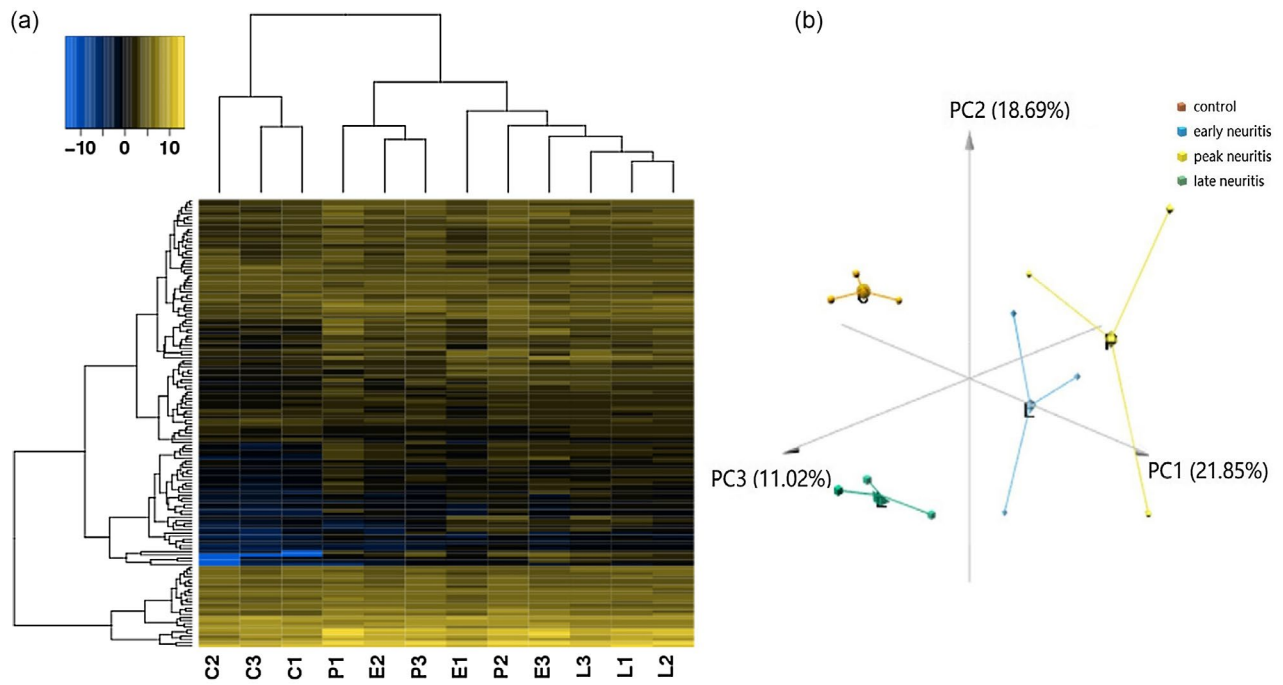 (a)
(b)
−10 0 10
C2 C3 C1 P1 E2 P3 E1 P2 E3 L3 L1 L2
PC2 (18.69%)
control
early neuritis
peak neuritis
late neuritis
C
P
E
PC3 (11.02%)
PC1 (21.85%)
L